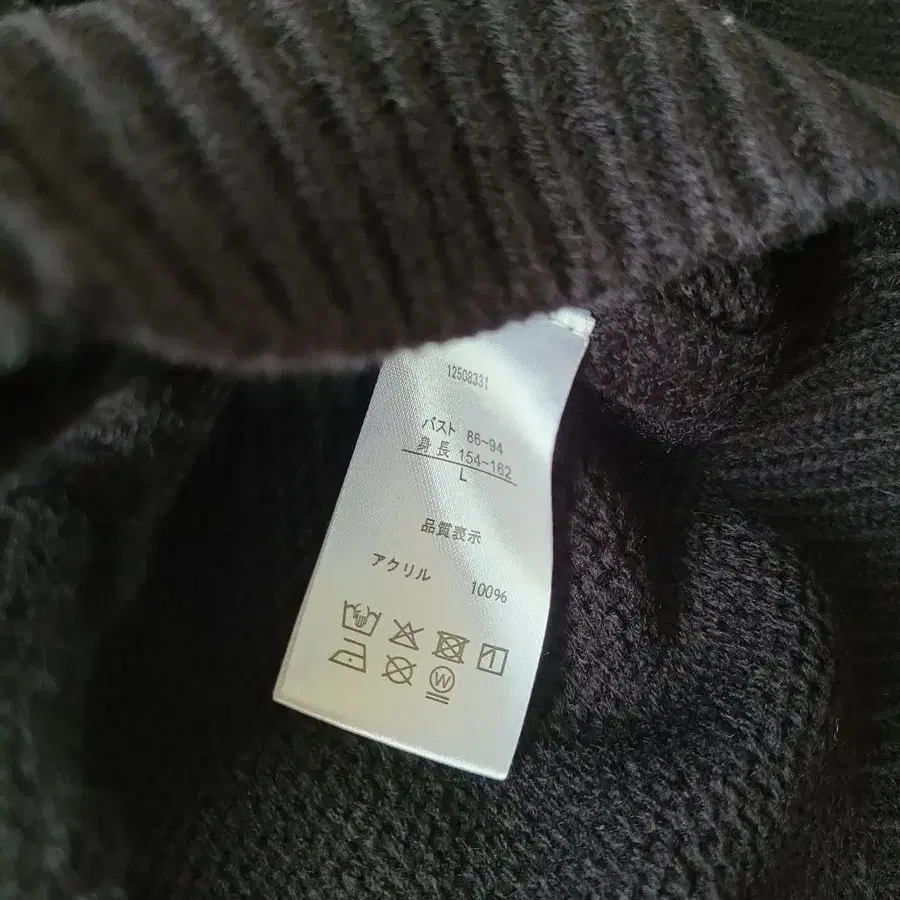 12508331
バスト 86-94
身長 154-162
L
品質表示
アクリル 100%
W